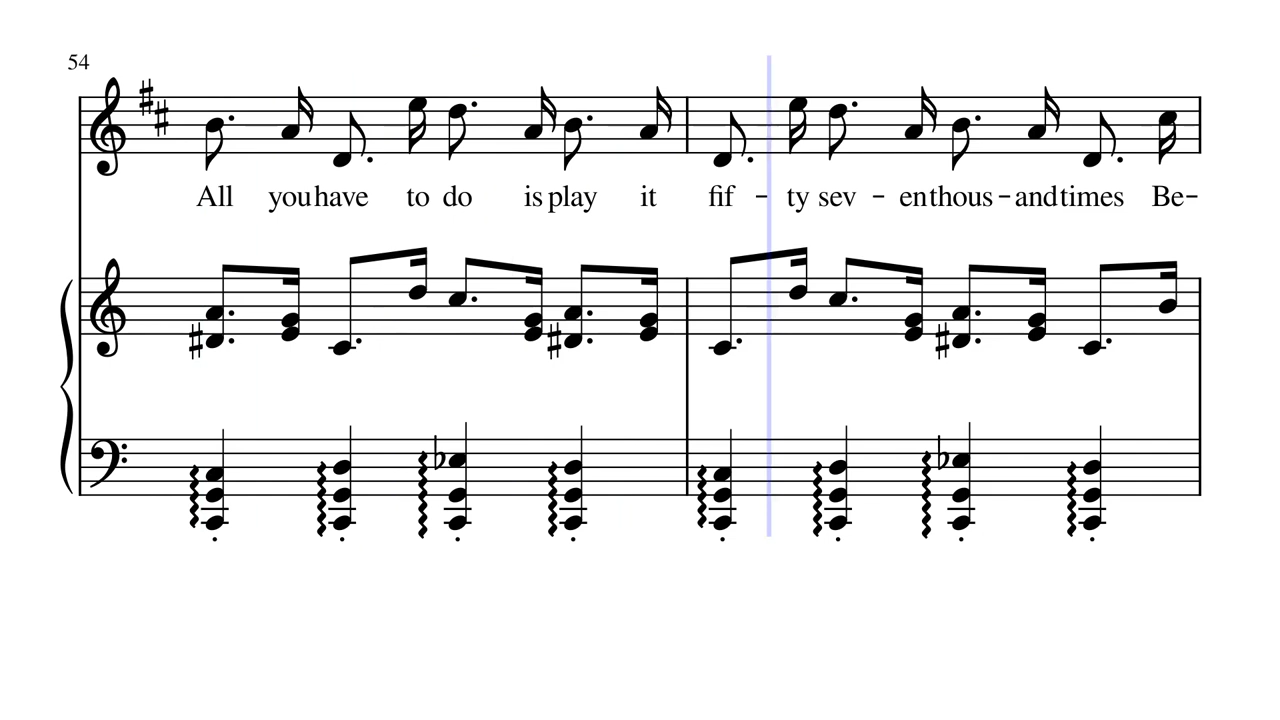 54
All you have to do is play it fif - ty sev - en thous - and times Be-